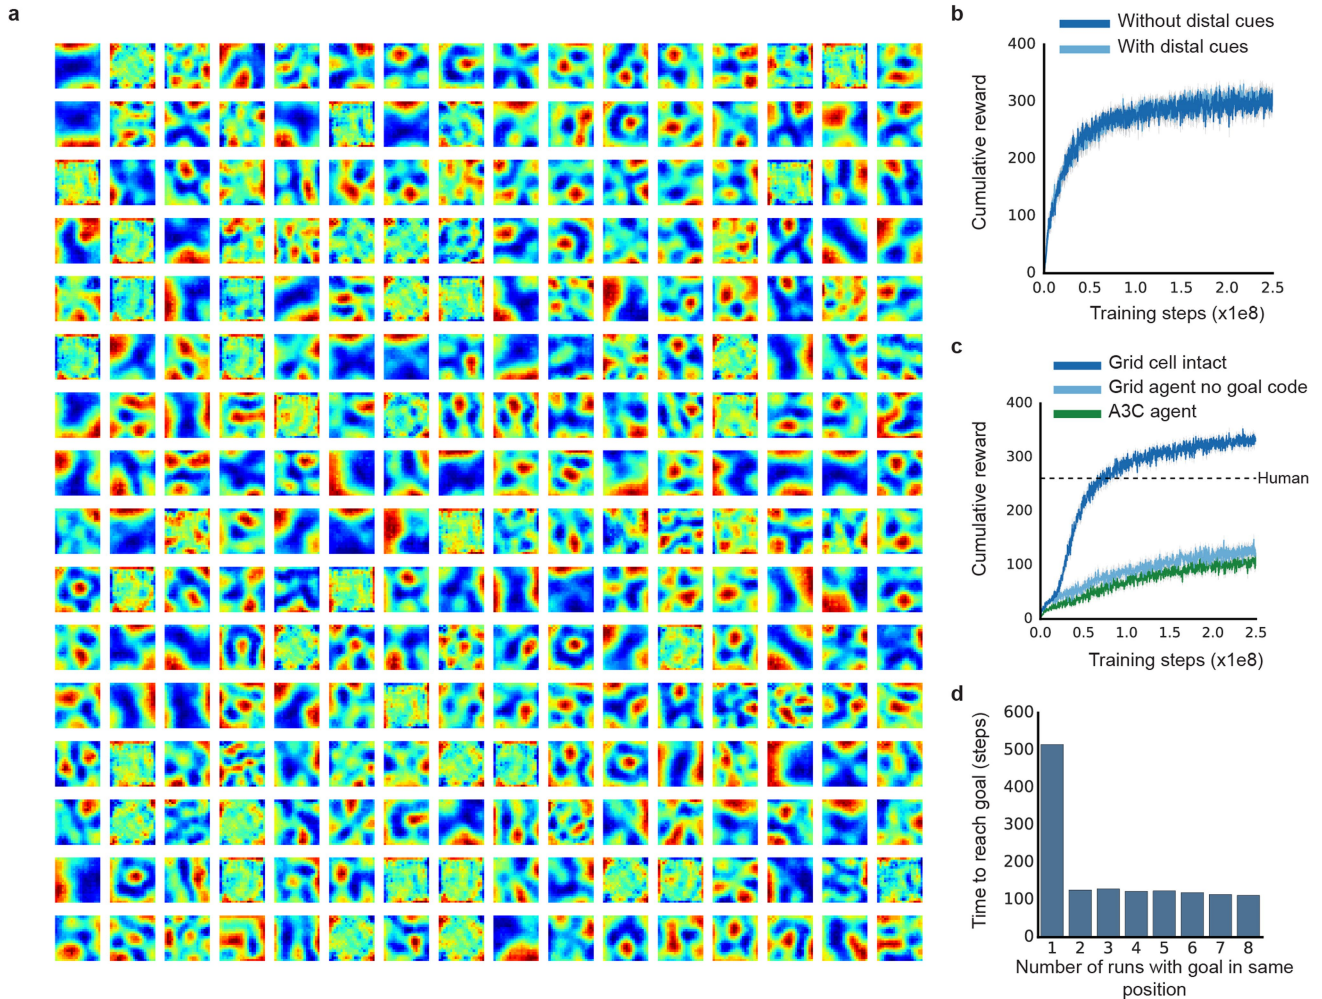 a
b
Without distal cues
With distal cues
400
300
200
100
0
Cumulative reward
0.0 0.5 1.0 1.5 2.0 2.5
Training steps (x1e8)
c
Grid cell intact
Grid agent no goal code
A3C agent
400
300
200
100
0
Cumulative reward
Human
0.0 0.5 1.0 1.5 2.0 2.5
Training steps (x1e8)
d
600
500
400
300
200
100
0
Time to reach goal (steps)
1 2 3 4 5 6 7 8
Number of runs with goal in same
position